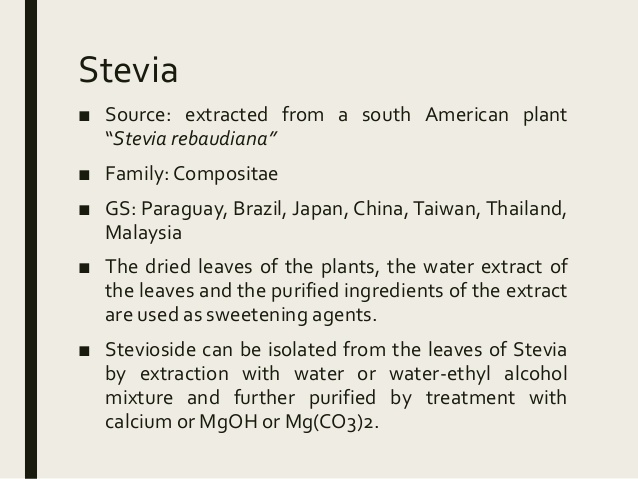 Stevia
■ Source: extracted from a south American plant
“Stevia rebaudiana”
■ Family: Compositae
■ GS: Paraguay, Brazil, Japan, China, Taiwan, Thailand,
Malaysia
■ The dried leaves of the plants, the water extract of
the leaves and the purified ingredients of the extract
are used as sweetening agents.
■ Stevioside can be isolated from the leaves of Stevia
by extraction with water or water-ethyl alcohol
mixture and further purified by treatment with
calcium or MgOH or Mg(CO3)2.